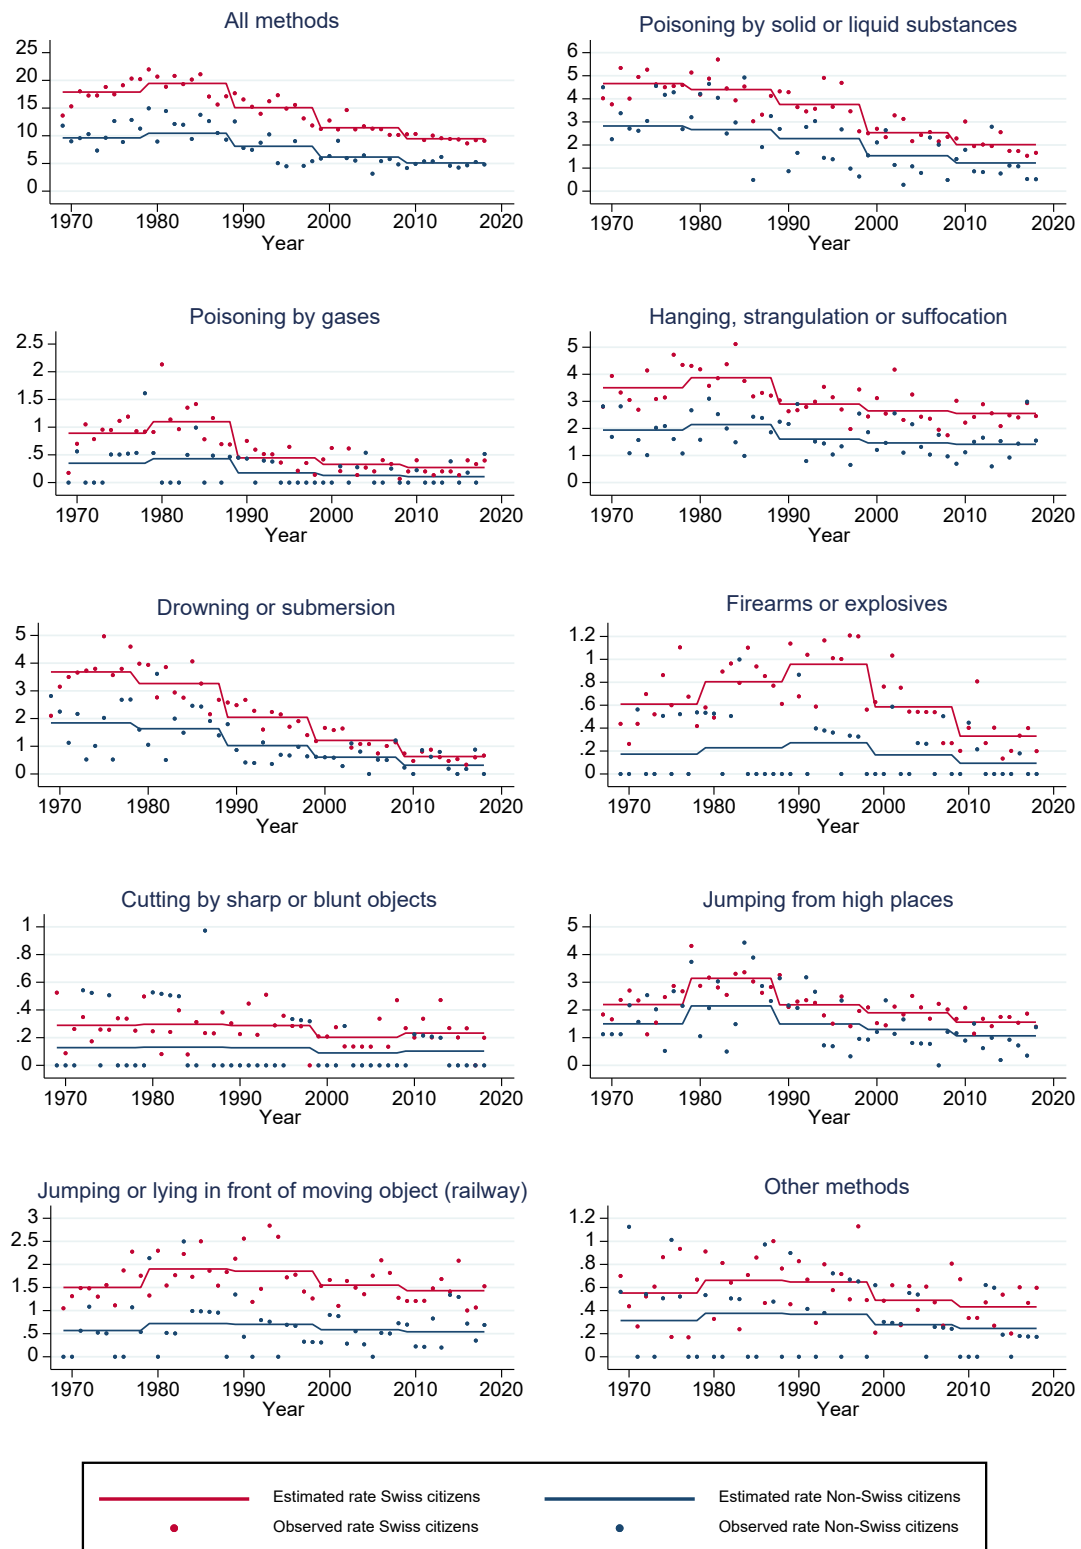 All methods
25
20
15
10
5
0
1970 1980 1990 2000 2010 2020
Year
Poisoning by solid or liquid substances
6
5
4
3
2
1
0
1970 1980 1990 2000 2010 2020
Year
Poisoning by gases
2.5
2
1.5
1
.5
0
1970 1980 1990 2000 2010 2020
Year
Hanging, strangulation or suffocation
5
4
3
2
1
0
1970 1980 1990 2000 2010 2020
Year
Drowning or submersion
5
4
3
2
1
0
1970 1980 1990 2000 2010 2020
Year
Firearms or explosives
1.2
1
.8
.6
.4
.2
0
1970 1980 1990 2000 2010 2020
Year
Cutting by sharp or blunt objects
1
.8
.6
.4
.2
0
1970 1980 1990 2000 2010 2020
Year
Jumping from high places
5
4
3
2
1
0
1970 1980 1990 2000 2010 2020
Year
Jumping or lying in front of moving object (railway)
3
2.5
2
1.5
1
.5
0
1970 1980 1990 2000 2010 2020
Year
Other methods
1.2
1
.8
.6
.4
.2
0
1970 1980 1990 2000 2010 2020
Year
Estimated rate Swiss citizens
Estimated rate Non-Swiss citizens
Observed rate Swiss citizens
Observed rate Non-Swiss citizens